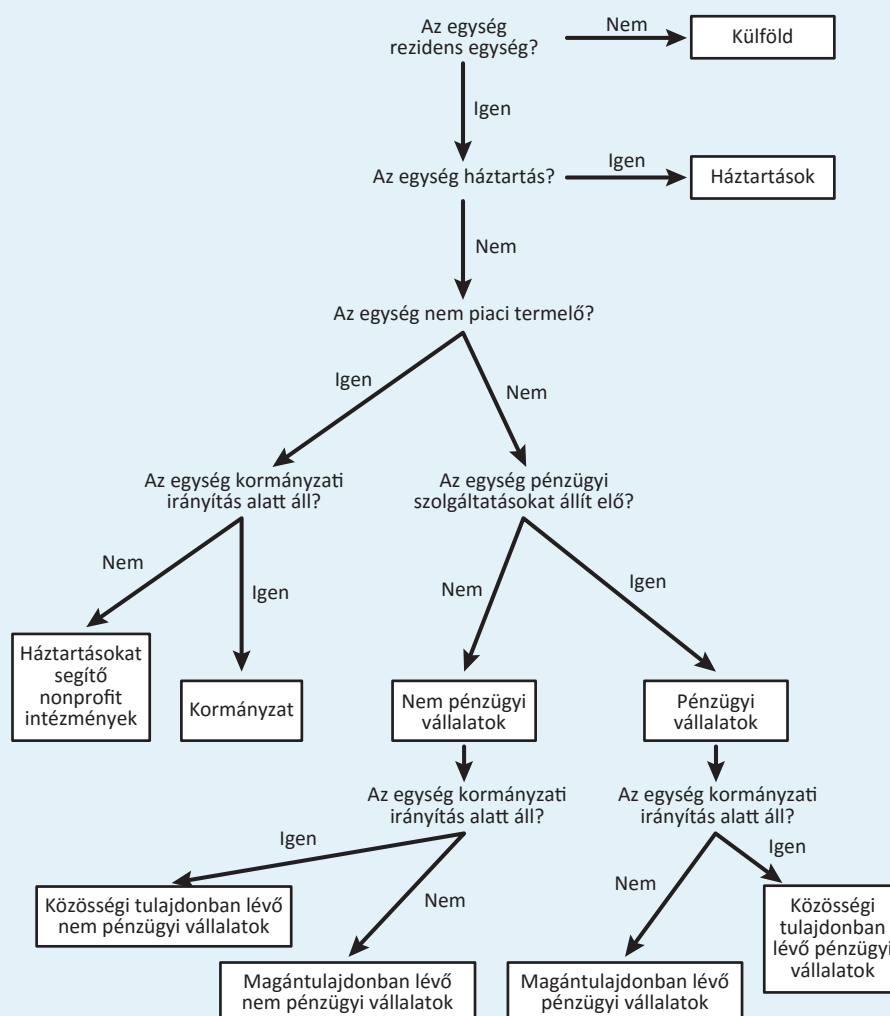 Az egység
rezidens egység?
Nem
Külföld
Igen
Az egység háztartás?
Igen
Háztartások
Nem
Az egység nem piaci termelő?
Igen
Nem
Az egység kormányzati
irányítás alatt áll?
Az egység pénzügyi
szolgáltatásokat állít elő?
Nem
Igen
Nem
Igen
Háztartásokat
segítő
nonprofit
intézmények
Kormányzat
Nem pénzügyi
vállalatok
Pénzügyi
vállalatok
Az egység kormányzati
irányítás alatt áll?
Az egység kormányzati
irányítás alatt áll?
Igen
Nem
Nem
Igen
Közösségi tulajdonban lévő
nem pénzügyi vállalatok
Magántulajdonban lévő
nem pénzügyi vállalatok
Magántulajdonban lévő
pénzügyi vállalatok
Közösségi
tulajdonban
lévő pénzügyi
vállalatok